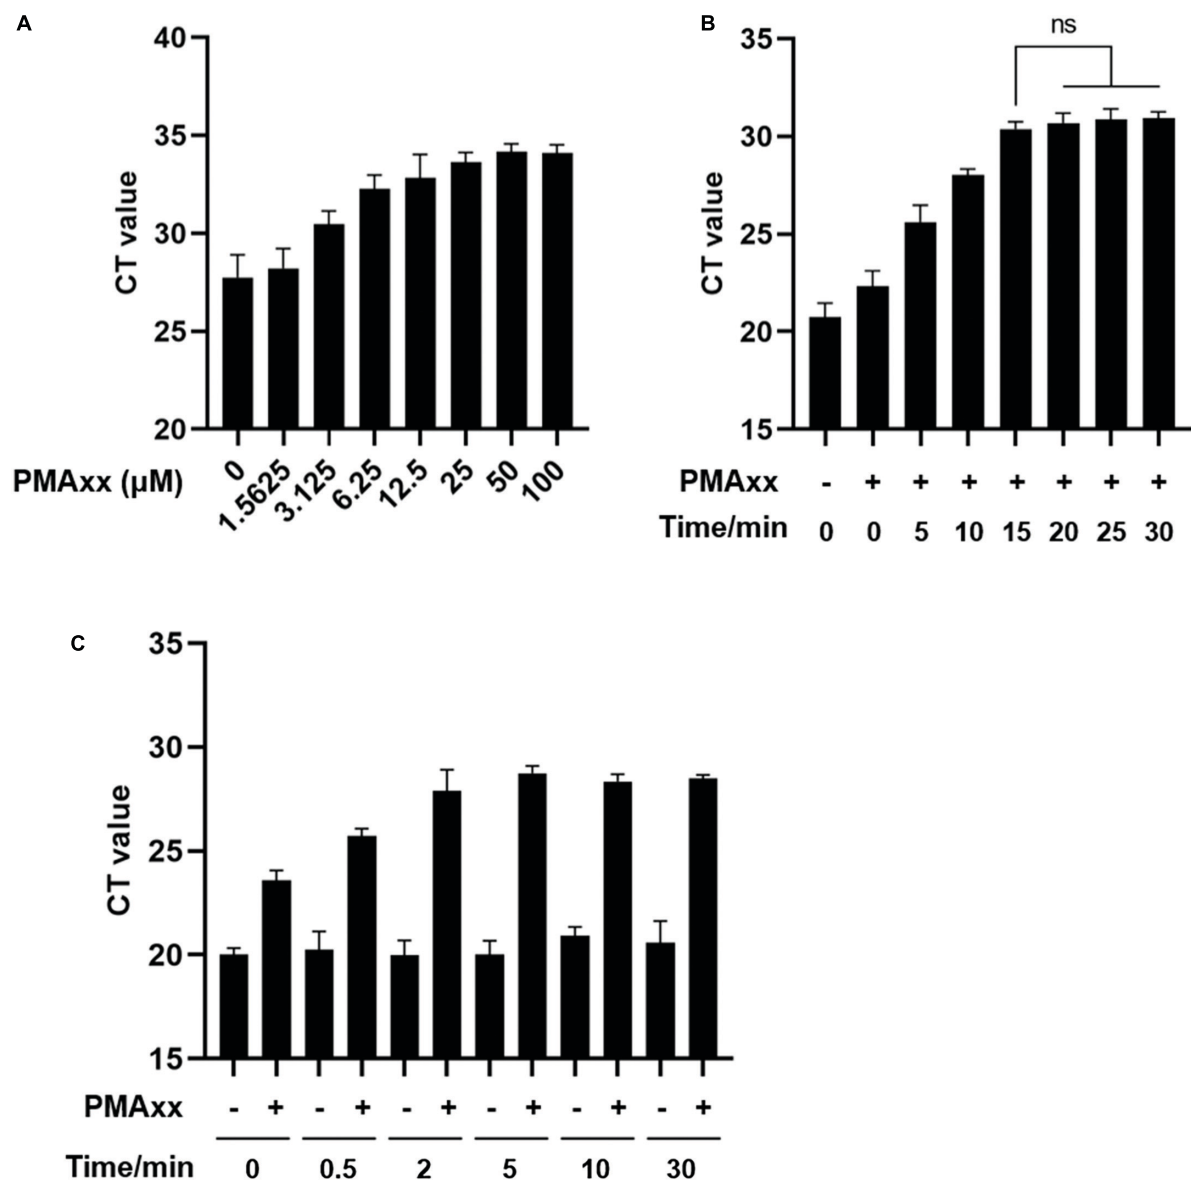 A
CT value
40
35
30
25
20
PMAxx (μM)
0
1.5625
3.125
6.25
12.5
25
50
100
B
ns
CT value
35
30
25
20
15
PMAxx - + + + + + + +
Time/min 0 0 5 10 15 20 25 30
C
CT value
35
30
25
20
15
PMAxx - + - + - + - + - + - +
Time/min 0 0.5 2 5 10 30